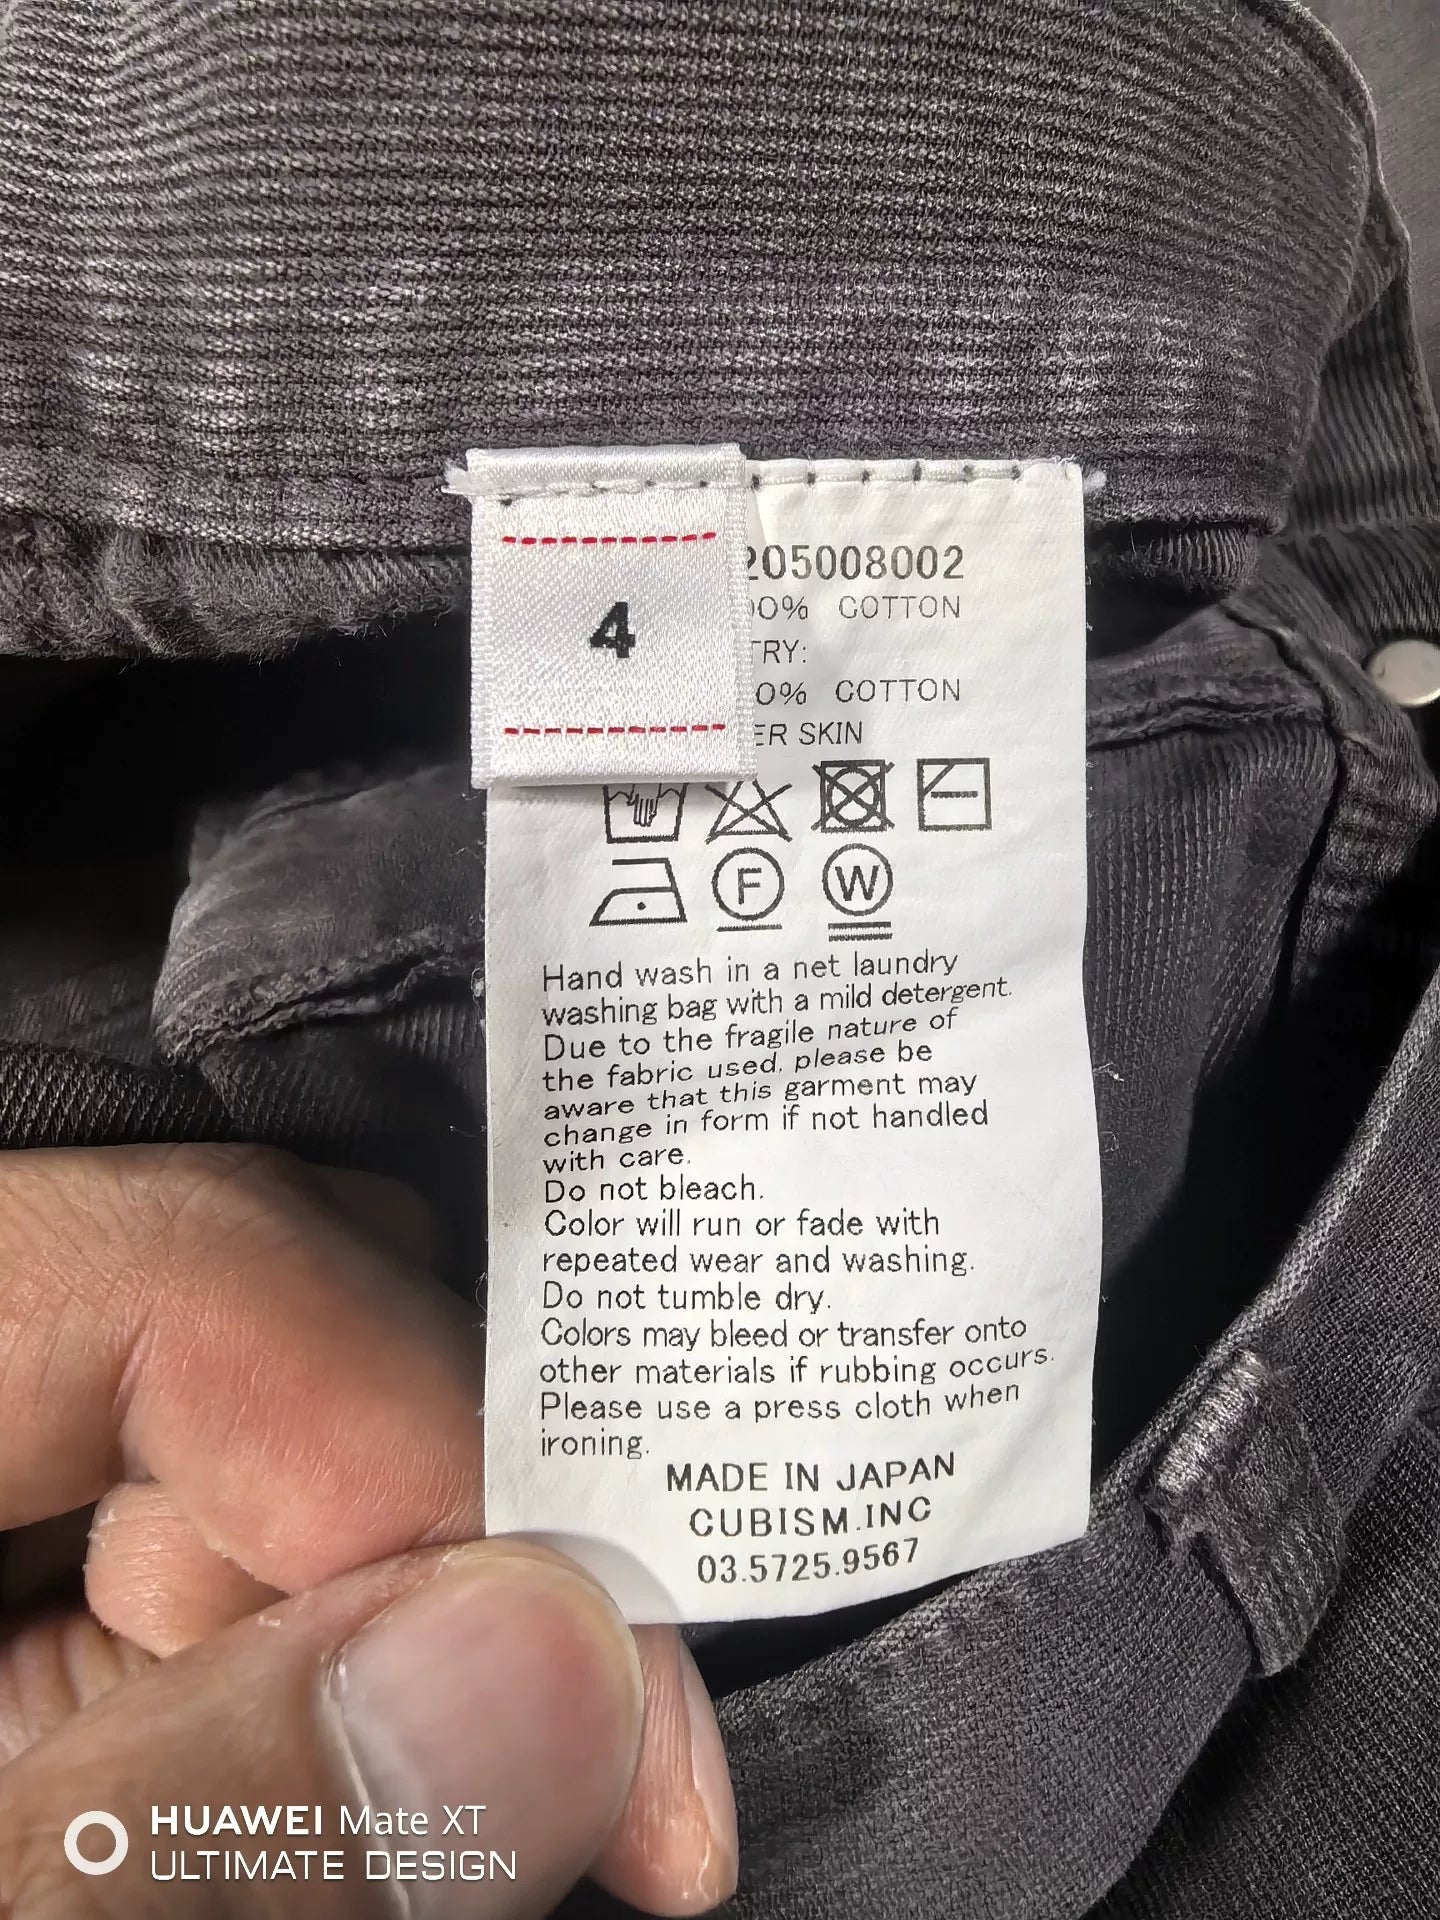 4
205008002
00% COTTON
TRY:
00% COTTON
ER SKIN
F W
Hand wash in a net laundry
washing bag with a mild detergent.
Due to the fragile nature of
the fabric used, please be
aware that this garment may
change in form if not handled
with care.
Do not bleach.
Color will run or fade with
repeated wear and washing.
Do not tumble dry.
Colors may bleed or transfer onto
other materials if rubbing occurs.
Please use a press cloth when
ironing.
MADE IN JAPAN
CUBISM.INC
03.5725.9567
HUAWEI Mate XT
ULTIMATE DESIGN